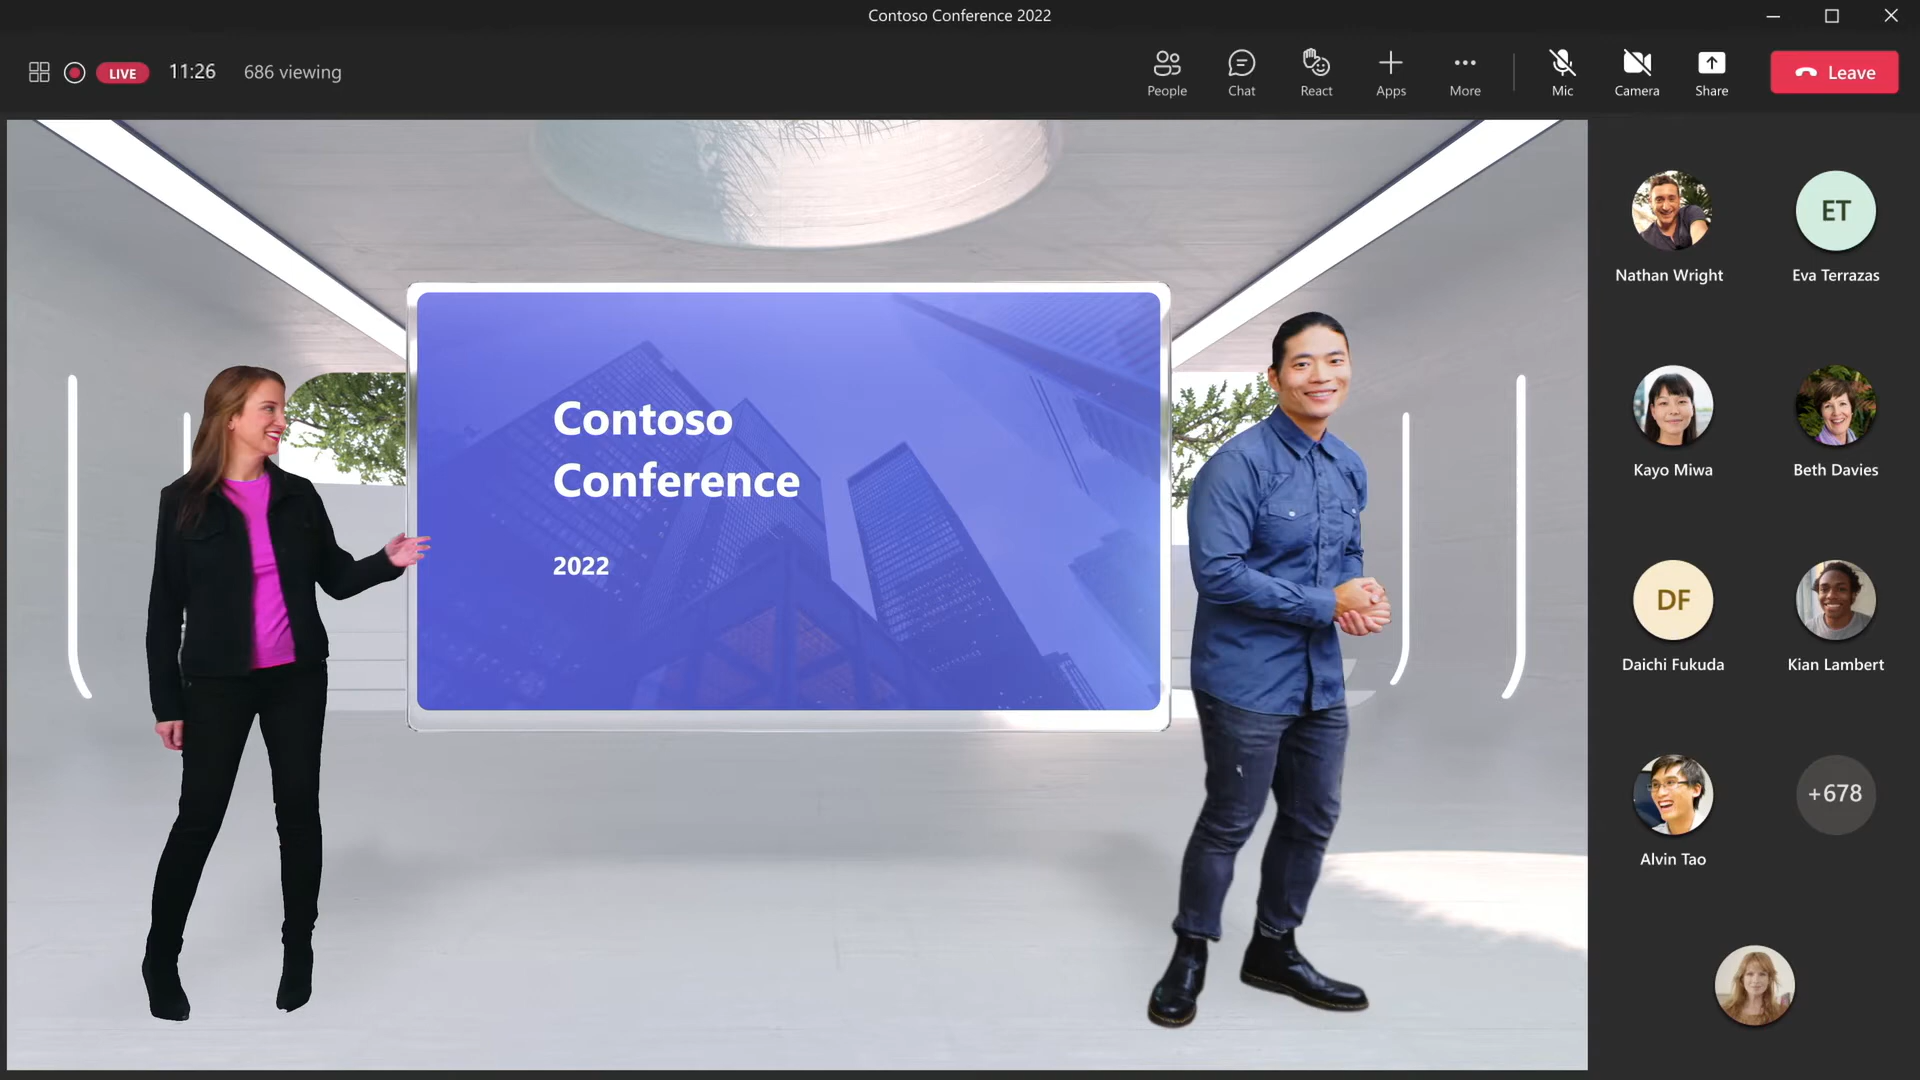 Contoso Conference 2022
LIVE
11:26
686 viewing
People
Chat
React
Apps
More
Mic
Camera
Share
Leave
Contoso
Conference
2022
ET
Nathan Wright
Eva Terrazas
Kayo Miwa
Beth Davies
DF
Daichi Fukuda
Kian Lambert
+678
Alvin Tao